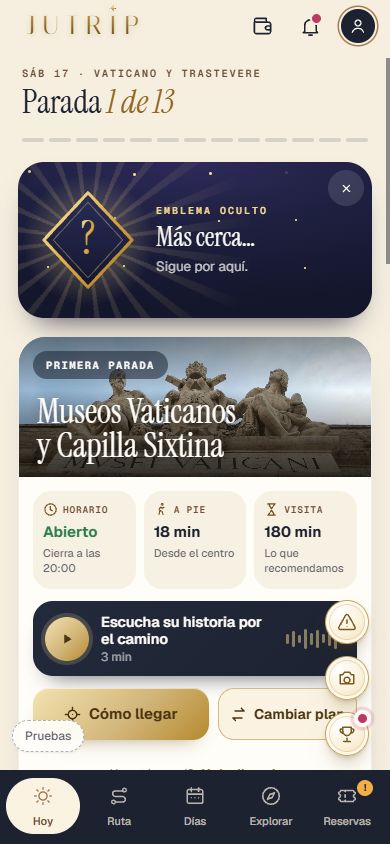 JUTRIP
SÁB 17 · VATICANO Y TRASTEVERE
Parada 1 de 13
?
EMBLEMA OCULTO
Más cerca...
Sigue por aquí.
PRIMERA PARADA
Museos Vaticanos
y Capilla Sixtina
MUSEI VATICANI
HORARIO
Abierto
Cierra a las
20:00
A PIE
18 min
Desde el centro
VISITA
180 min
Lo que
recomendamos
Escucha su historia por
el camino
3 min
Cómo llegar
Cambiar plan
Pruebas
Hoy
Ruta
Días
Explorar
!
Reservas